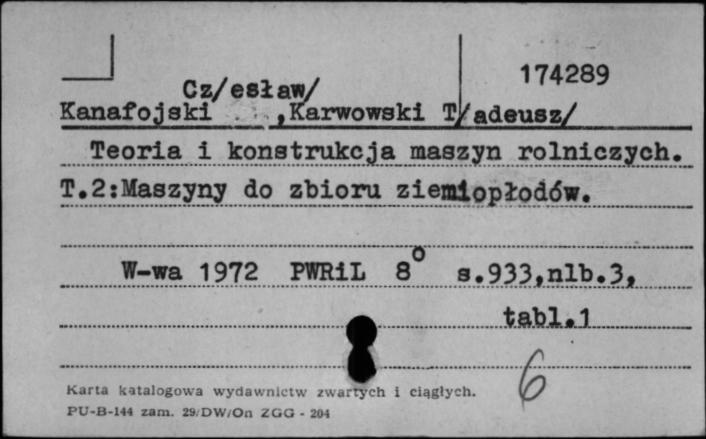 174289
Cz/esław/
Kanafojski ,Karwowski T/adeusz/
Teoria i konstrukcja maszyn rolniczych.
T.2:Maszyny do zbioru ziemiopłodów.
W-wa 1972 PWRiL 8° s.933,nlb.3,
tabl.1
6
Karta katalogowa wydawnictw zwartych i ciągłych.
PU-B-144 zam. 29/DW/On ZGG - 204